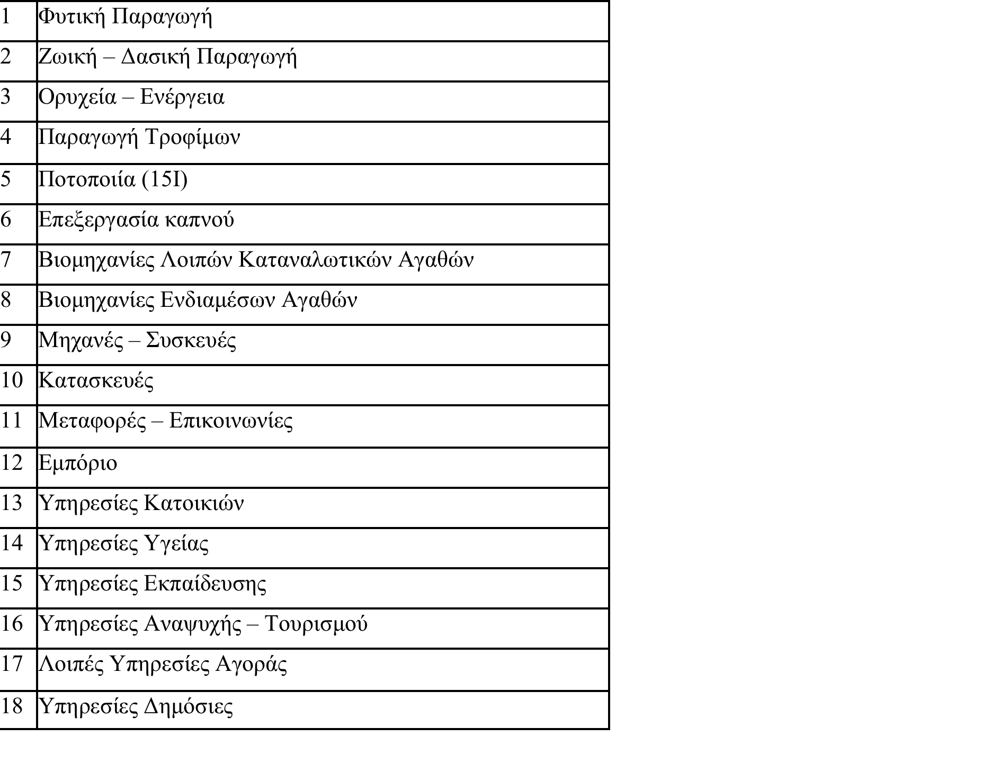 1 Φυτική Παραγωγή
2 Ζωική – Δασική Παραγωγή
3 Ορυχεία – Ενέργεια
4 Παραγωγή Τροφίμων
5 Ποτοποιία (15Ι)
6 Επεξεργασία καπνού
7 Βιομηχανίες Λοιπών Καταναλωτικών Αγαθών
8 Βιομηχανίες Ενδιαμέσων Αγαθών
9 Μηχανές – Συσκευές
10 Κατασκευές
11 Μεταφορές – Επικοινωνίες
12 Εμπόριο
13 Υπηρεσίες Κατοικιών
14 Υπηρεσίες Υγείας
15 Υπηρεσίες Εκπαίδευσης
16 Υπηρεσίες Αναψυχής – Τουρισμού
17 Λοιπές Υπηρεσίες Αγοράς
18 Υπηρεσίες Δημόσιες